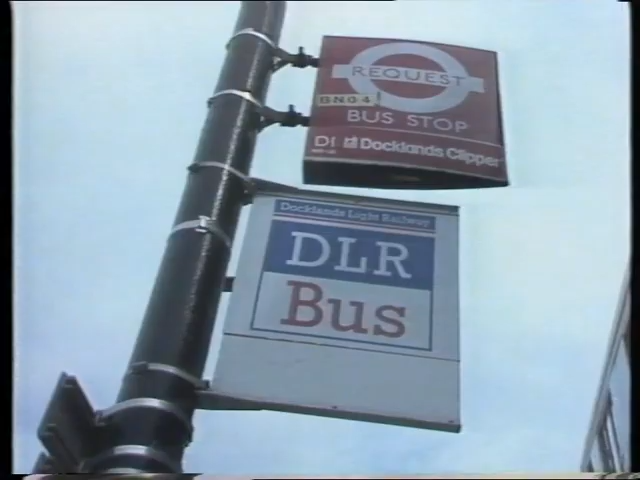 REQUEST
BN04
BUS STOP
D1 Docklands Clipper
Docklands Light Railway
DLR
Bus